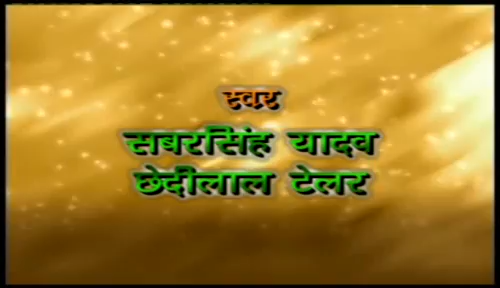 स्वर
सबरसिंह यादव
छेदीलाल टेलर